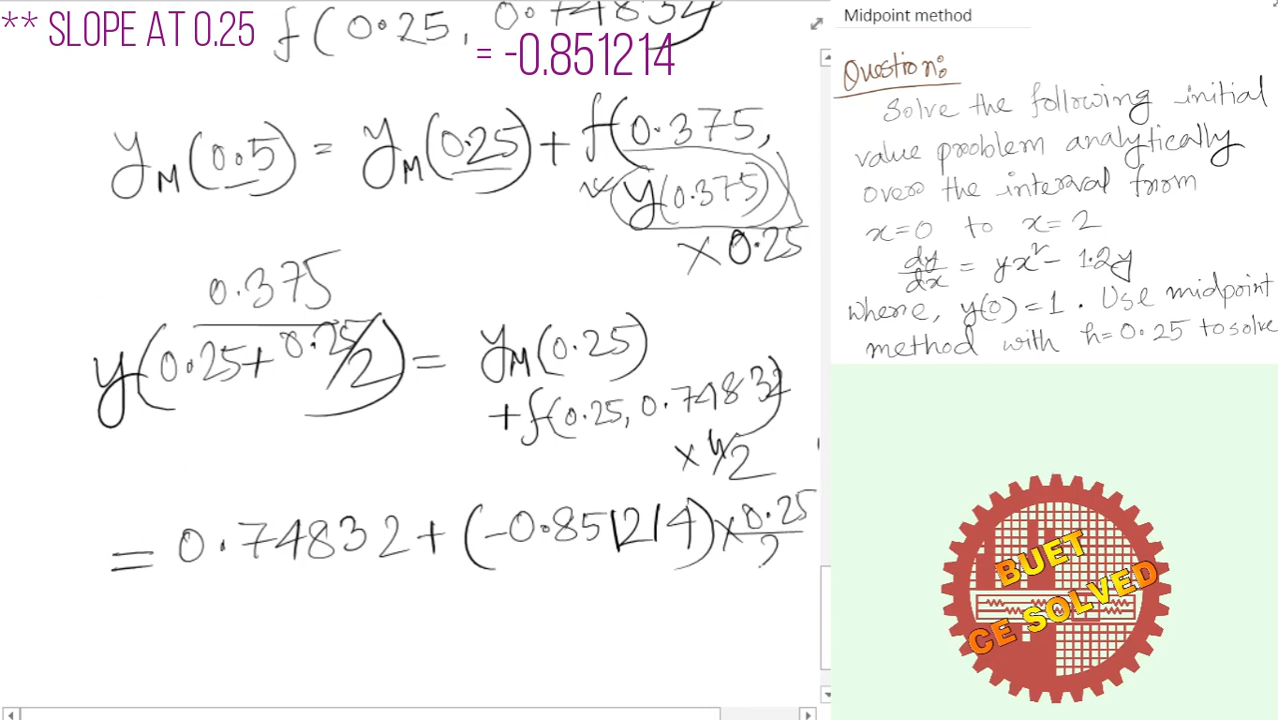 ** SLOPE AT 0.25
f(0.25, 0.74832)
= -0.851214
y_M(0.5) = y_M(0.25) + f(0.375,
y(0.375))
× 0.25
0.375
y(0.25+0.25/2) = y_M(0.25)
+f(0.25, 0.74832)
× h/2
= 0.74832 + (-0.851214) × 0.25/2
Midpoint method
Question:
Solve the following initial
value problem analytically
over the interval from
x=0 to x=2
dy/dx = yx² - 1.2y
where, y(0)=1. Use midpoint
method with h=0.25 to solve
BUET
CE SOLVED